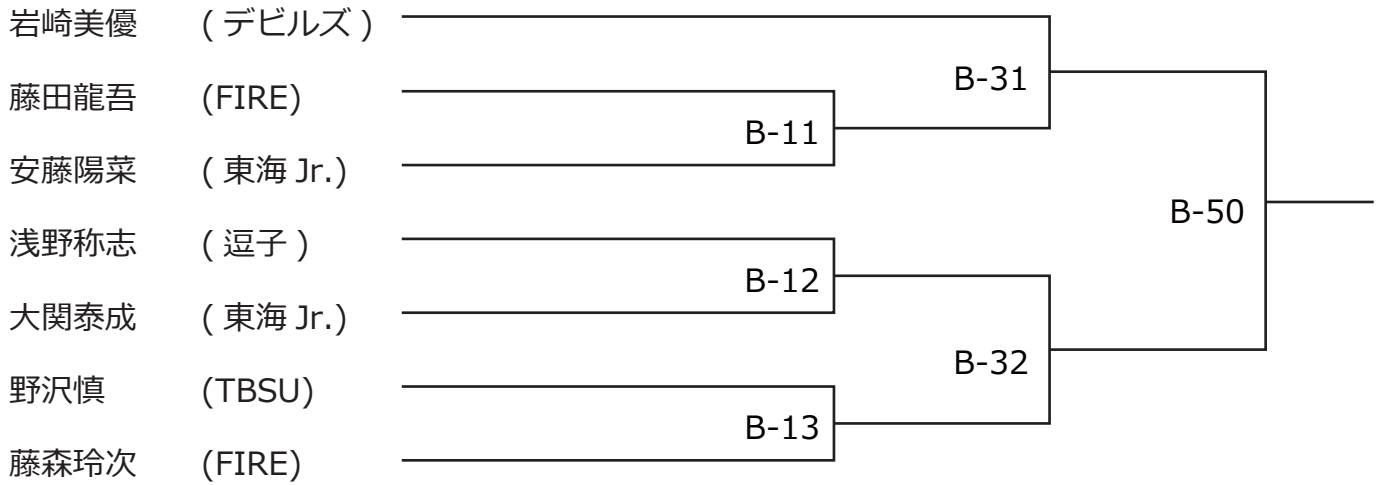 岩崎美優 ( デビルズ )
藤田龍吾 (FIRE)
B-31
B-11
安藤陽菜 ( 東海 Jr.)
B-50
浅野称志 ( 逗子 )
B-12
大関泰成 ( 東海 Jr.)
B-32
野沢慎 (TBSU)
B-13
藤森玲次 (FIRE)